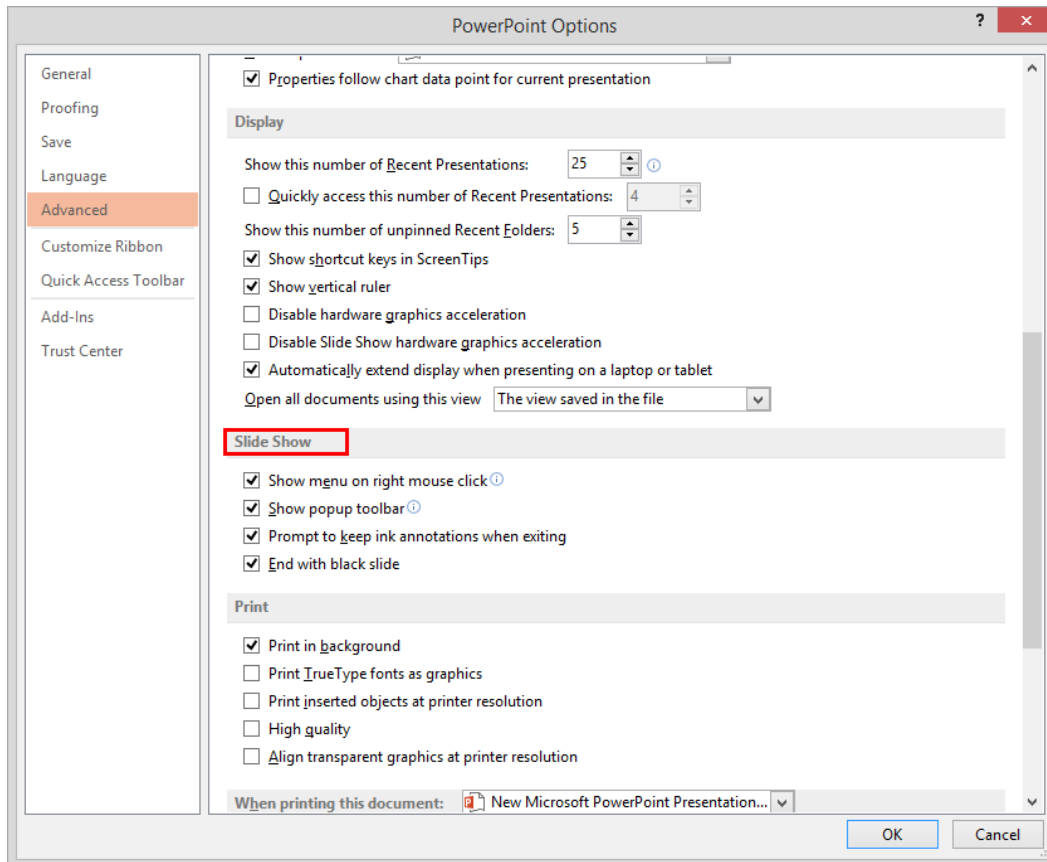 PowerPoint Options
?
General
Proofing
Save
Language
Advanced
Customize Ribbon
Quick Access Toolbar
Add-Ins
Trust Center
Properties follow chart data point for current presentation
Display
Show this number of Recent Presentations: 25
Quickly access this number of Recent Presentations: 4
Show this number of unpinned Recent Folders: 5
Show shortcut keys in ScreenTips
Show vertical ruler
Disable hardware graphics acceleration
Disable Slide Show hardware graphics acceleration
Automatically extend display when presenting on a laptop or tablet
Open all documents using this view The view saved in the file
Slide Show
Show menu on right mouse click
Show popup toolbar
Prompt to keep ink annotations when exiting
End with black slide
Print
Print in background
Print TrueType fonts as graphics
Print inserted objects at printer resolution
High quality
Align transparent graphics at printer resolution
When printing this document: New Microsoft PowerPoint Presentation...
OK Cancel